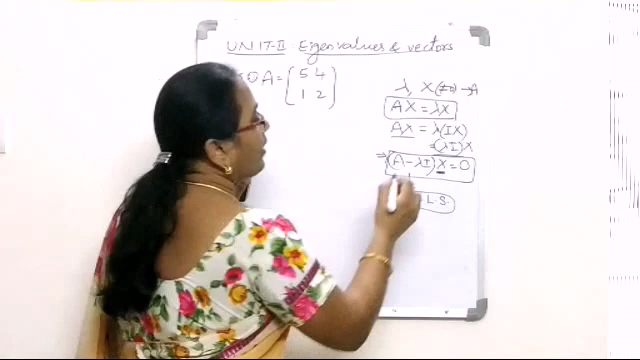 UNIT-II Eigenvalues & vectors
A = [5 4
1 2]
λ, X(≠0) → A
AX = λX
AX = λ(IX)
= (λI)X
⇒ (A - λI)X = 0
L.S.